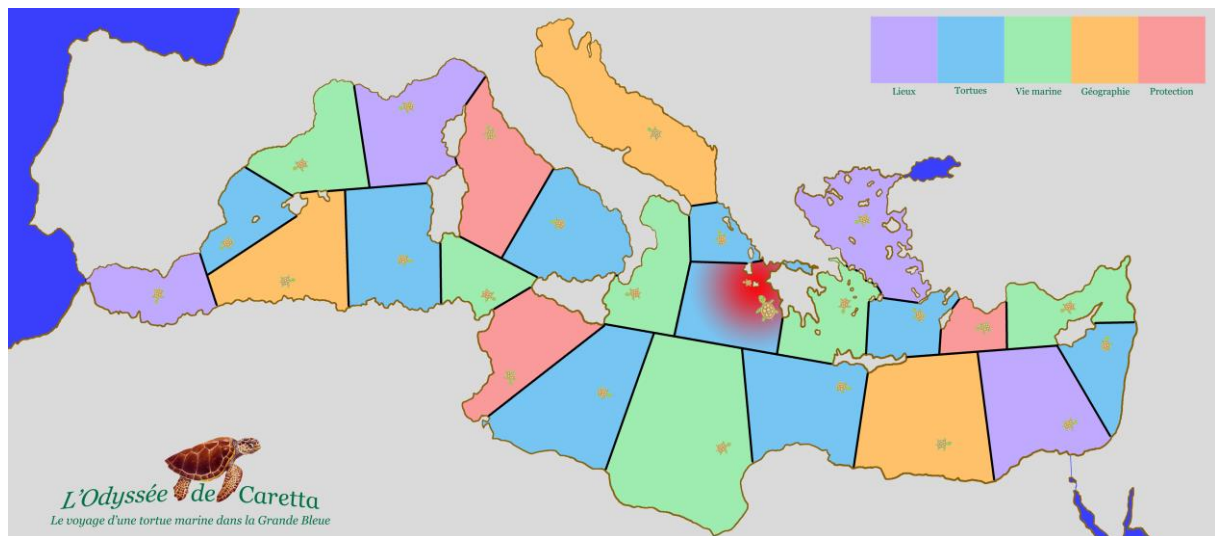 Lieux Tortues Vie marine Géographie Protection
L'Odyssée de Caretta
Le voyage d'une tortue marine dans la Grande Bleue